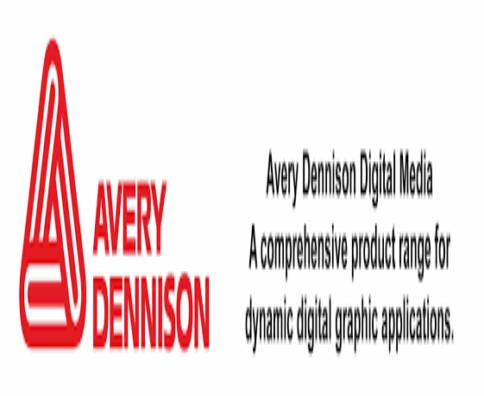 AVERY
DENNISON
Avery Dennison Digital Media
A comprehensive product range for
dynamic digital graphic applications.